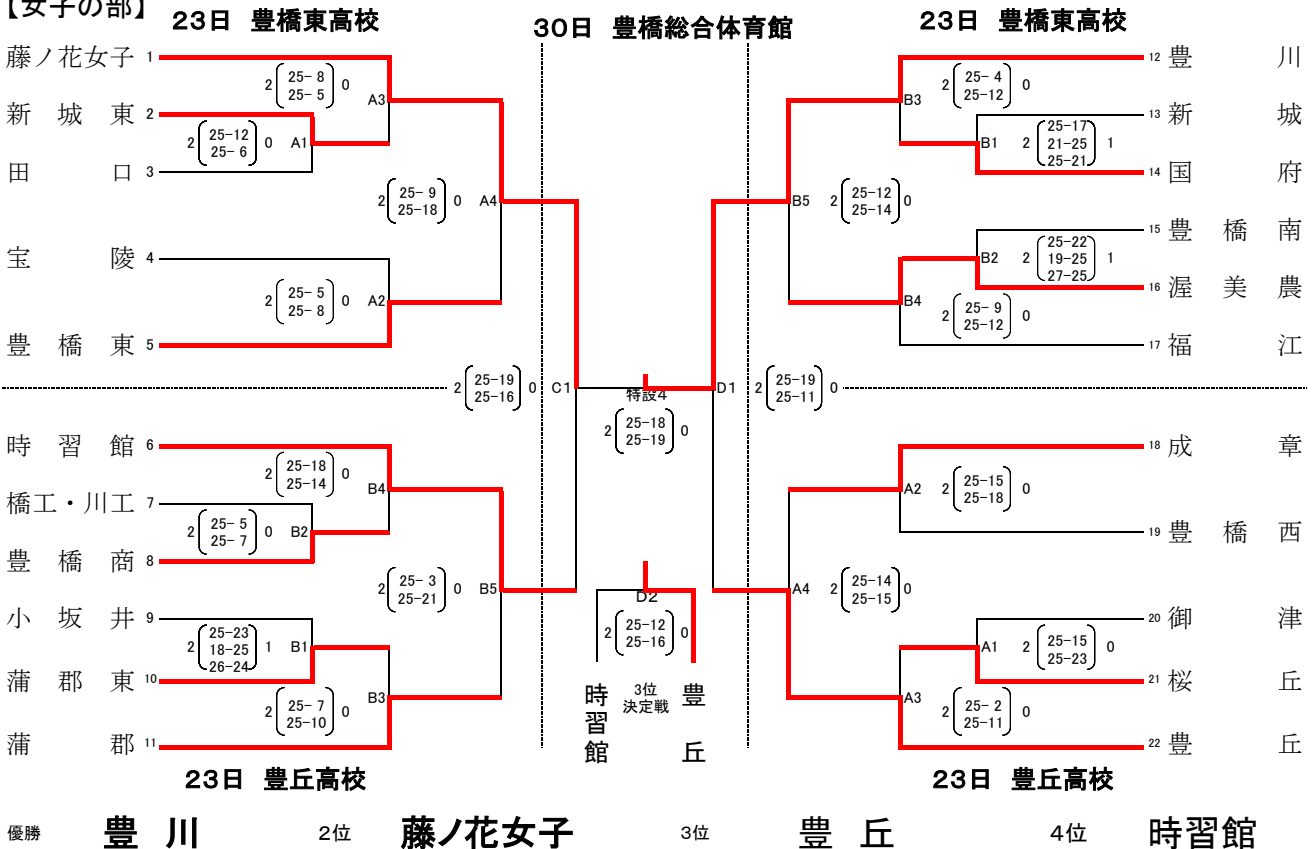 【女子の部】
23日 豊橋東高校
30日 豊橋総合体育館
23日 豊橋東高校
藤ノ花女子 1
2 25-8 0
25-5
A3
新城東 2
2 25-12 0 A1
25-6
田口 3
2 25-9 0 A4
25-18
宝陵 4
2 25-5 0 A2
25-8
豊橋東 5
2 25-19 0 C1
25-16
時習館 6
2 25-18 0 B4
25-14
橋工・川工 7
2 25-5 0 B2
25-7
豊橋商 8
2 25-3 0 B5
25-21
小坂井 9
25-23
2 18-25 1 B1
26-24
蒲郡東 10
B3
2 25-7 0
25-10
蒲郡 11
23日 豊丘高校
特設4
2 25-18 0
25-19
D2
2 25-12 0
25-16
時習館
3位
決定戦
豊丘
12 豊川
B3 2 25-4 0
25-12
13 新城
25-17
B1 2 21-25 1
25-21
14 国府
B5 2 25-12 0
25-14
15 豊橋南
25-22
B2 2 19-25 1
27-25
16 渥美農
B4 2 25-9 0
25-12
17 福江
D1 2 25-19 0
25-11
18 成章
A2 2 25-15 0
25-18
19 豊橋西
A4 2 25-14 0
25-15
20 御津
A1 2 25-15 0
25-23
21 桜丘
A3 2 25-2 0
25-11
22 豊丘
23日 豊丘高校
優勝 豊川 2位 藤ノ花女子 3位 豊丘 4位 時習館